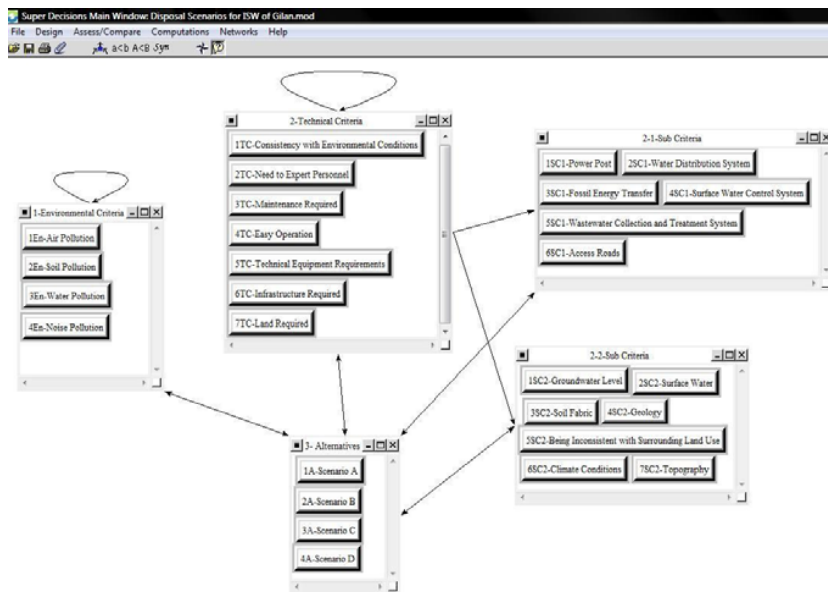 Super Decisions Main Window: Disposal Scenarios for ISW of Gilan.mod
File Design Assess/Compare Computations Networks Help
a<b A<B Sym
2-Technical Criteria
1TC-Consistency with Environmental Conditions
2TC-Need to Expert Personnel
3TC-Maintenance Required
4TC-Easy Operation
5TC-Technical Equipment Requirements
6TC-Infrastructure Required
7TC-Land Required
2-1-Sub Criteria
1SC1-Power Post 2SC1-Water Distribution System
3SC1-Fossil Energy Transfer 4SC1-Surface Water Control System
5SC1-Wastewater Collection and Treatment System
6SC1-Access Roads
1-Environmental Criteria
1En-Air Pollution
2En-Soil Pollution
3En-Water Pollution
4En-Noise Pollution
2-2-Sub Criteria
1SC2-Groundwater Level 2SC2-Surface Water
3SC2-Soil Fabric 4SC2-Geology
5SC2-Being Inconsistent with Surrounding Land Use
6SC2-Climate Conditions 7SC2-Topography
3- Alternatives
1A-Scenario A
2A-Scenario B
3A-Scenario C
4A-Scenario D